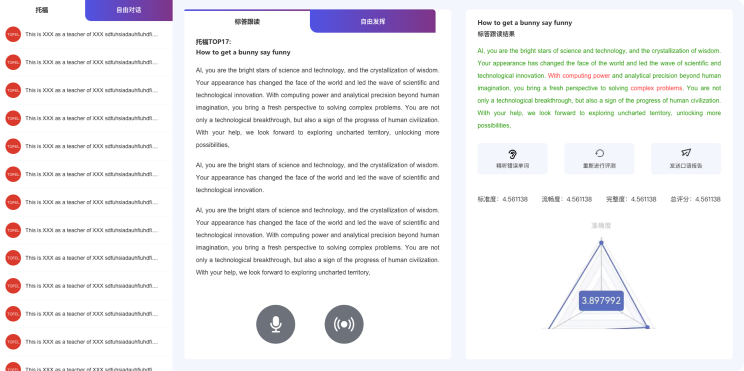 托福
自由对话
TOFEL
This is XXX as a teacher of XXX sdfuhsiadauhfiuhdfi....
TOFEL
This is XXX as a teacher of XXX sdfuhsiadauhfiuhdfi....
TOFEL
This is XXX as a teacher of XXX sdfuhsiadauhfiuhdfi....
TOFEL
This is XXX as a teacher of XXX sdfuhsiadauhfiuhdfi....
TOFEL
This is XXX as a teacher of XXX sdfuhsiadauhfiuhdfi....
TOFEL
This is XXX as a teacher of XXX sdfuhsiadauhfiuhdfi....
TOFEL
This is XXX as a teacher of XXX sdfuhsiadauhfiuhdfi....
TOFEL
This is XXX as a teacher of XXX sdfuhsiadauhfiuhdfi....
TOFEL
This is XXX as a teacher of XXX sdfuhsiadauhfiuhdfi....
TOFEL
This is XXX as a teacher of XXX sdfuhsiadauhfiuhdfi....
TOFEL
This is XXX as a teacher of XXX sdfuhsiadauhfiuhdfi....
TOFEL
This is XXX as a teacher of XXX sdfuhsiadauhfiuhdfi....
TOFEL
This is XXX as a teacher of XXX sdfuhsiadauhfiuhdfi....
标答跟读
自由发挥
托福TOP17:
How to get a bunny say funny
AI, you are the bright stars of science and technology, and the crystallization of wisdom.
Your appearance has changed the face of the world and led the wave of scientific and
technological innovation. With computing power and analytical precision beyond human
imagination, you bring a fresh perspective to solving complex problems. You are not
only a technological breakthrough, but also a sign of the progress of human civilization.
With your help, we look forward to exploring uncharted territory, unlocking more
possibilities,
AI, you are the bright stars of science and technology, and the crystallization of wisdom.
Your appearance has changed the face of the world and led the wave of scientific and
technological innovation.
AI, you are the bright stars of science and technology, and the crystallization of wisdom.
Your appearance has changed the face of the world and led the wave of scientific and
technological innovation. With computing power and analytical precision beyond human
imagination, you bring a fresh perspective to solving complex problems. You are not
only a technological breakthrough, but also a sign of the progress of human civilization.
With your help, we look forward to exploring uncharted territory,
How to get a bunny say funny
标答跟读结果
AI, you are the bright stars of science and technology, and the crystallization of wisdom.
Your appearance has changed the face of the world and led the wave of scientific and
technological innovation. With computing power and analytical precision beyond human
imagination, you bring a fresh perspective to solving complex problems. You are not
only a technological breakthrough, but also a sign of the progress of human civilization.
With your help, we look forward to exploring uncharted territory, unlocking more
possibilities.
精听错误单词
重新进行评测
发送口语报告
标准度：4.561138 流畅度：4.561138 完整度：4.561138 总评分：4.561138
准确度
3.897992